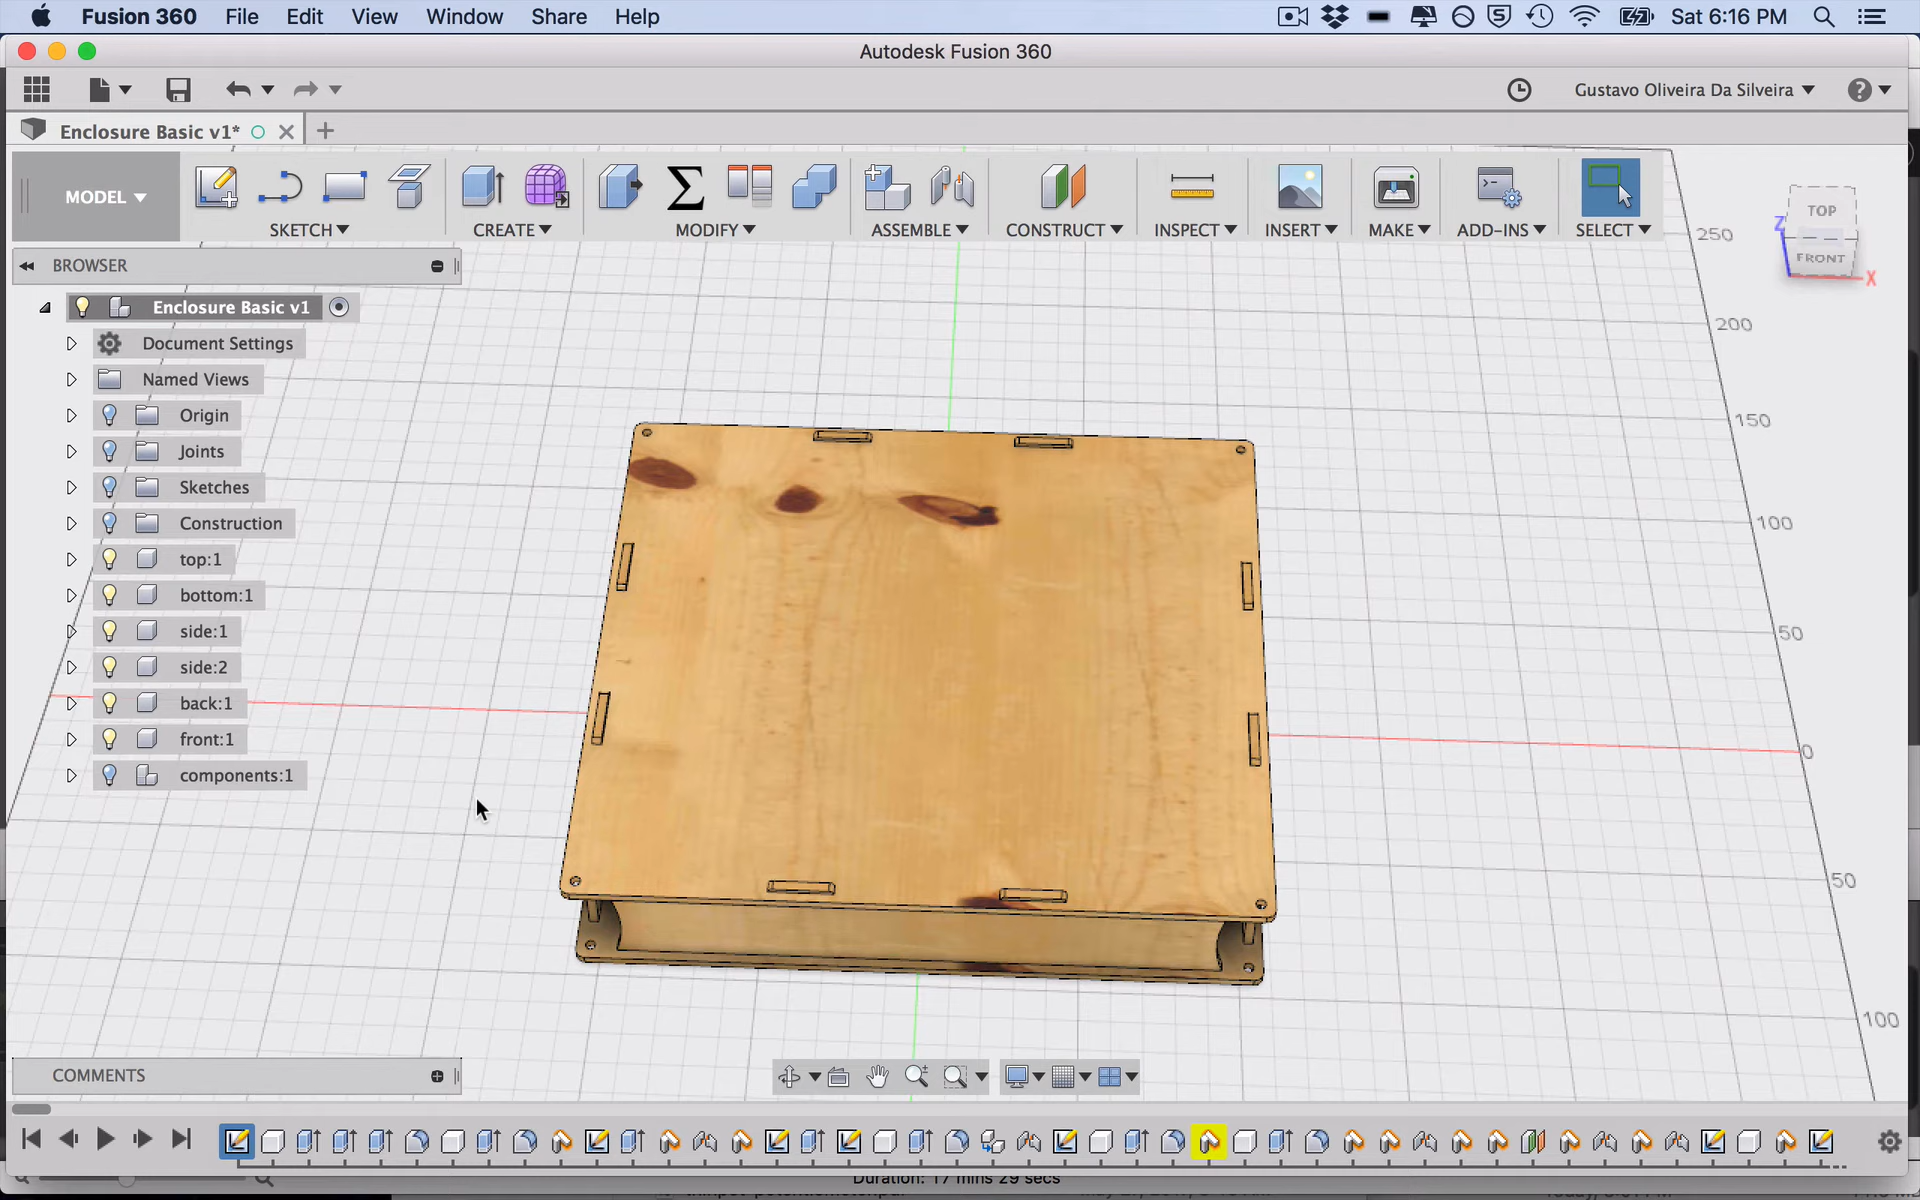 Fusion 360 File Edit View Window Share Help Sat 6:16 PM
Autodesk Fusion 360
Gustavo Oliveira Da Silveira
Enclosure Basic v1*
MODEL
SKETCH CREATE MODIFY ASSEMBLE CONSTRUCT INSPECT INSERT MAKE ADD-INS SELECT
TOP
FRONT
Z
X
BROWSER
Enclosure Basic v1
Document Settings
Named Views
Origin
Joints
Sketches
Construction
top:1
bottom:1
side:1
side:2
back:1
front:1
components:1
250
200
150
100
50
0
50
100
COMMENTS
Duration: 17 mins 29 secs